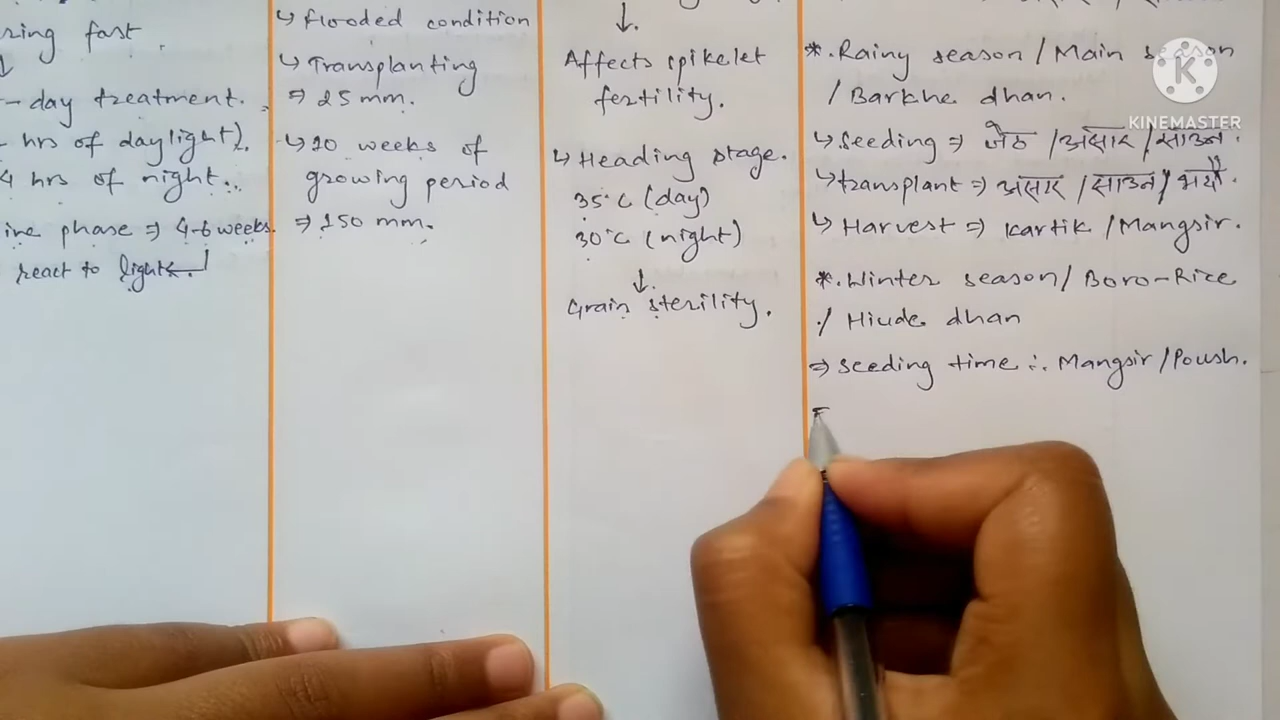 ring fast.
- day treatment.
hrs of daylight).
4 hrs of night...
ine phase ⇒ 4-6 weeks.
react to light
↳ flooded condition
↳ Transplanting
⇒ 25 mm.
↳ 20 weeks of
growing period
⇒ 150 mm.
↓.
Affects spikelet
fertility.
↳ Heading stage.
35°C (day)
30°C (night)
↓
Grain sterility.
*. Rainy season / Main season
/ Barkhe dhan.
↳ Seeding ⇒ जेठ / असार / साउन.
↳ transplant ⇒ असार / साउन / भदौ.
↳ Harvest ⇒ Kartik / Mangsir.
*. Winter season / Boro-Rice
/ Hiude dhan
⇒ Seeding time ∴ Mangsir / Poush.
K
KINEMASTER